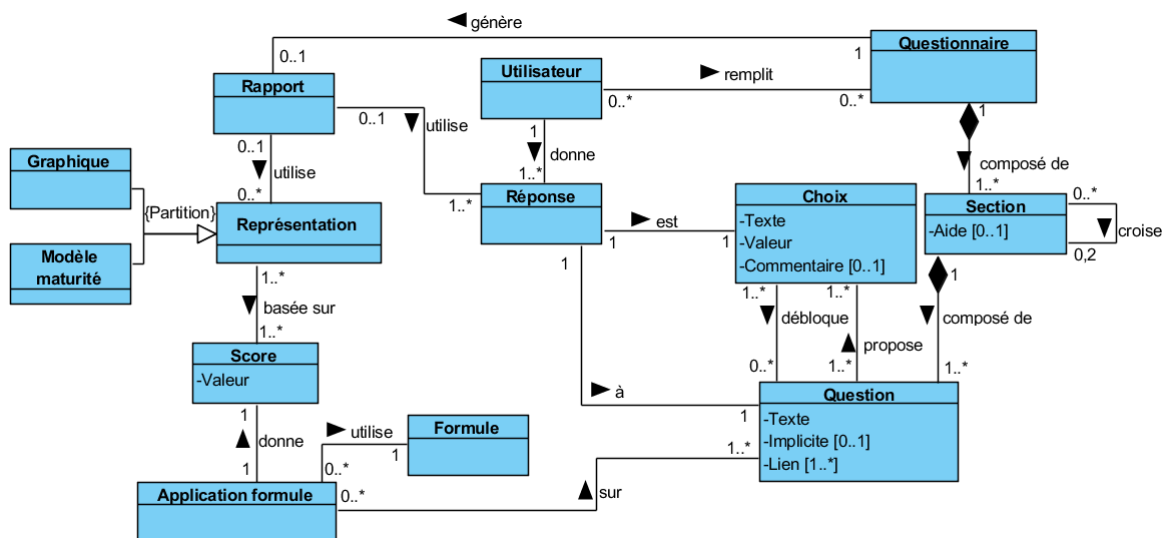 génère
0..1
1
Questionnaire
Utilisateur
remplit
0..*
0..*
Rapport
0..1
utilise
0..1
utilise
0..*
1
donne
1..*
1
composé de
1..*
Graphique
{Partition}
Modèle
maturité
Représentation
1..*
Réponse
est
1
1
1
Choix
-Texte
-Valeur
-Commentaire [0..1]
Section
-Aide [0..1]
0..*
croise
0,2
1..*
basée sur
1..*
1..*
débloque
0..*
1..*
propose
1..*
1
composé de
1..*
Score
-Valeur
1
donne
1
à
1
Question
-Texte
-Implicite [0..1]
-Lien [1..*]
utilise
0..*
1
Formule
1..*
Application formule
0..*
sur